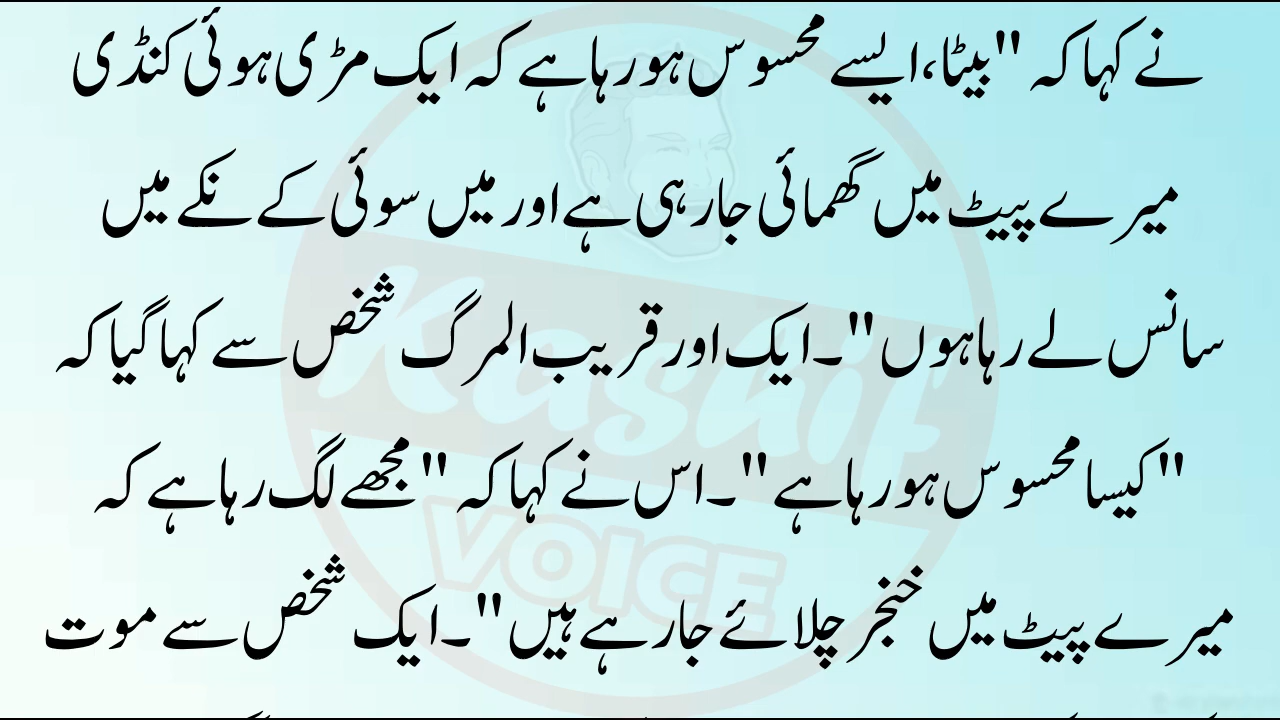 نے کہا کہ "بیٹا، ایسے محسوس ہو رہا ہے کہ ایک مڑی ہوئی کنڈی
میرے پیٹ میں گھمائی جا رہی ہے اور میں سوئی کے نکے میں
سانس لے رہا ہوں"۔ ایک اور قریب المرگ شخص سے کہا گیا کہ
"کیسا محسوس ہو رہا ہے"۔ اس نے کہا کہ "مجھے لگ رہا ہے کہ
میرے پیٹ میں خنجر چلائے جا رہے ہیں"۔ ایک شخص سے موت
Kashif
VOICE